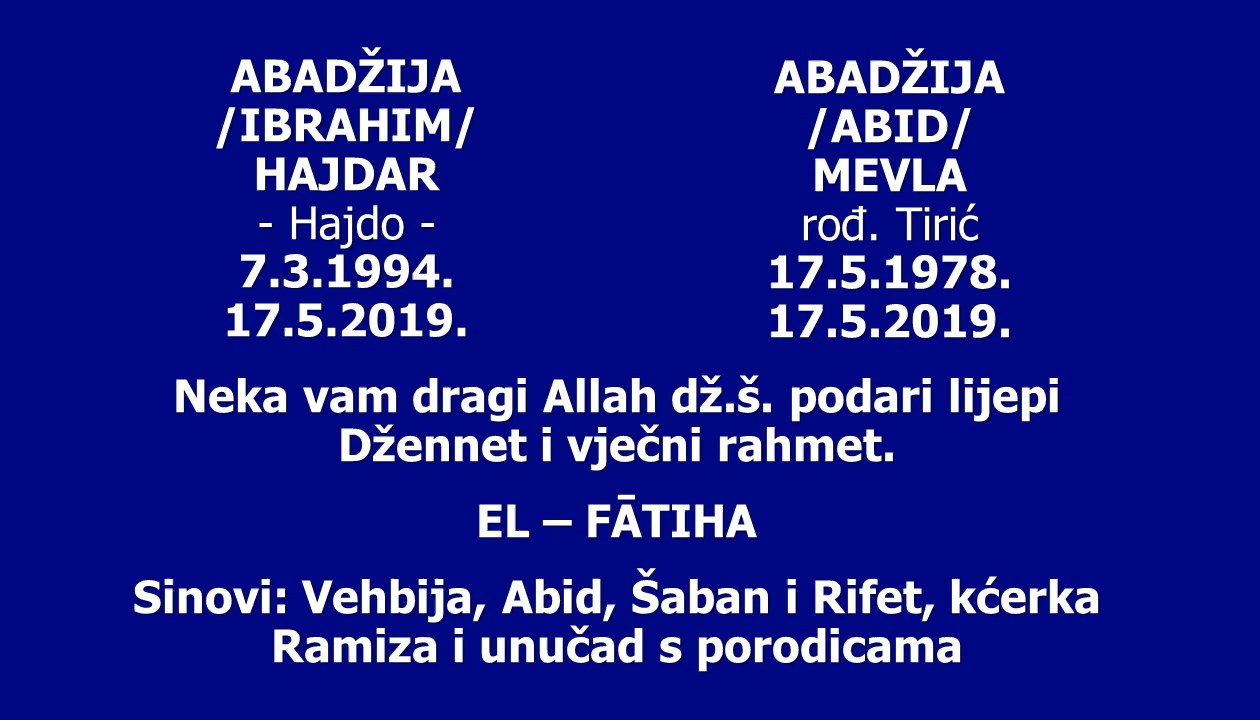 ABADŽIJA
/IBRAHIM/
HAJDAR
- Hajdo -
7.3.1994.
17.5.2019.
ABADŽIJA
/ABID/
MEVLA
rođ. Tirić
17.5.1978.
17.5.2019.
Neka vam dragi Allah dž.š. podari lijepi
Džennet i vječni rahmet.
EL – FĀTIHA
Sinovi: Vehbija, Abid, Šaban i Rifet, kćerka
Ramiza i unučad s porodicama